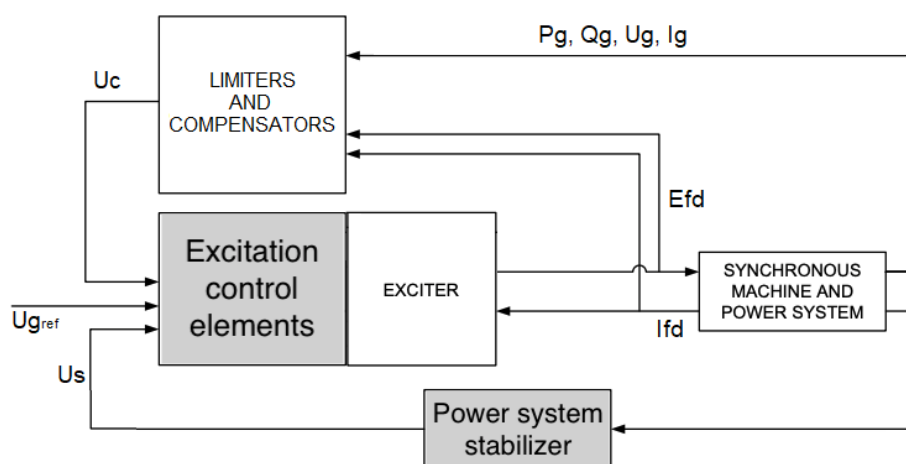 Pg, Qg, Ug, Ig
Uc
LIMITERS
AND
COMPENSATORS
Efd
Excitation
control
elements
EXCITER
SYNCHRONOUS
MACHINE AND
POWER SYSTEM
Ugref
Ifd
Us
Power system
stabilizer